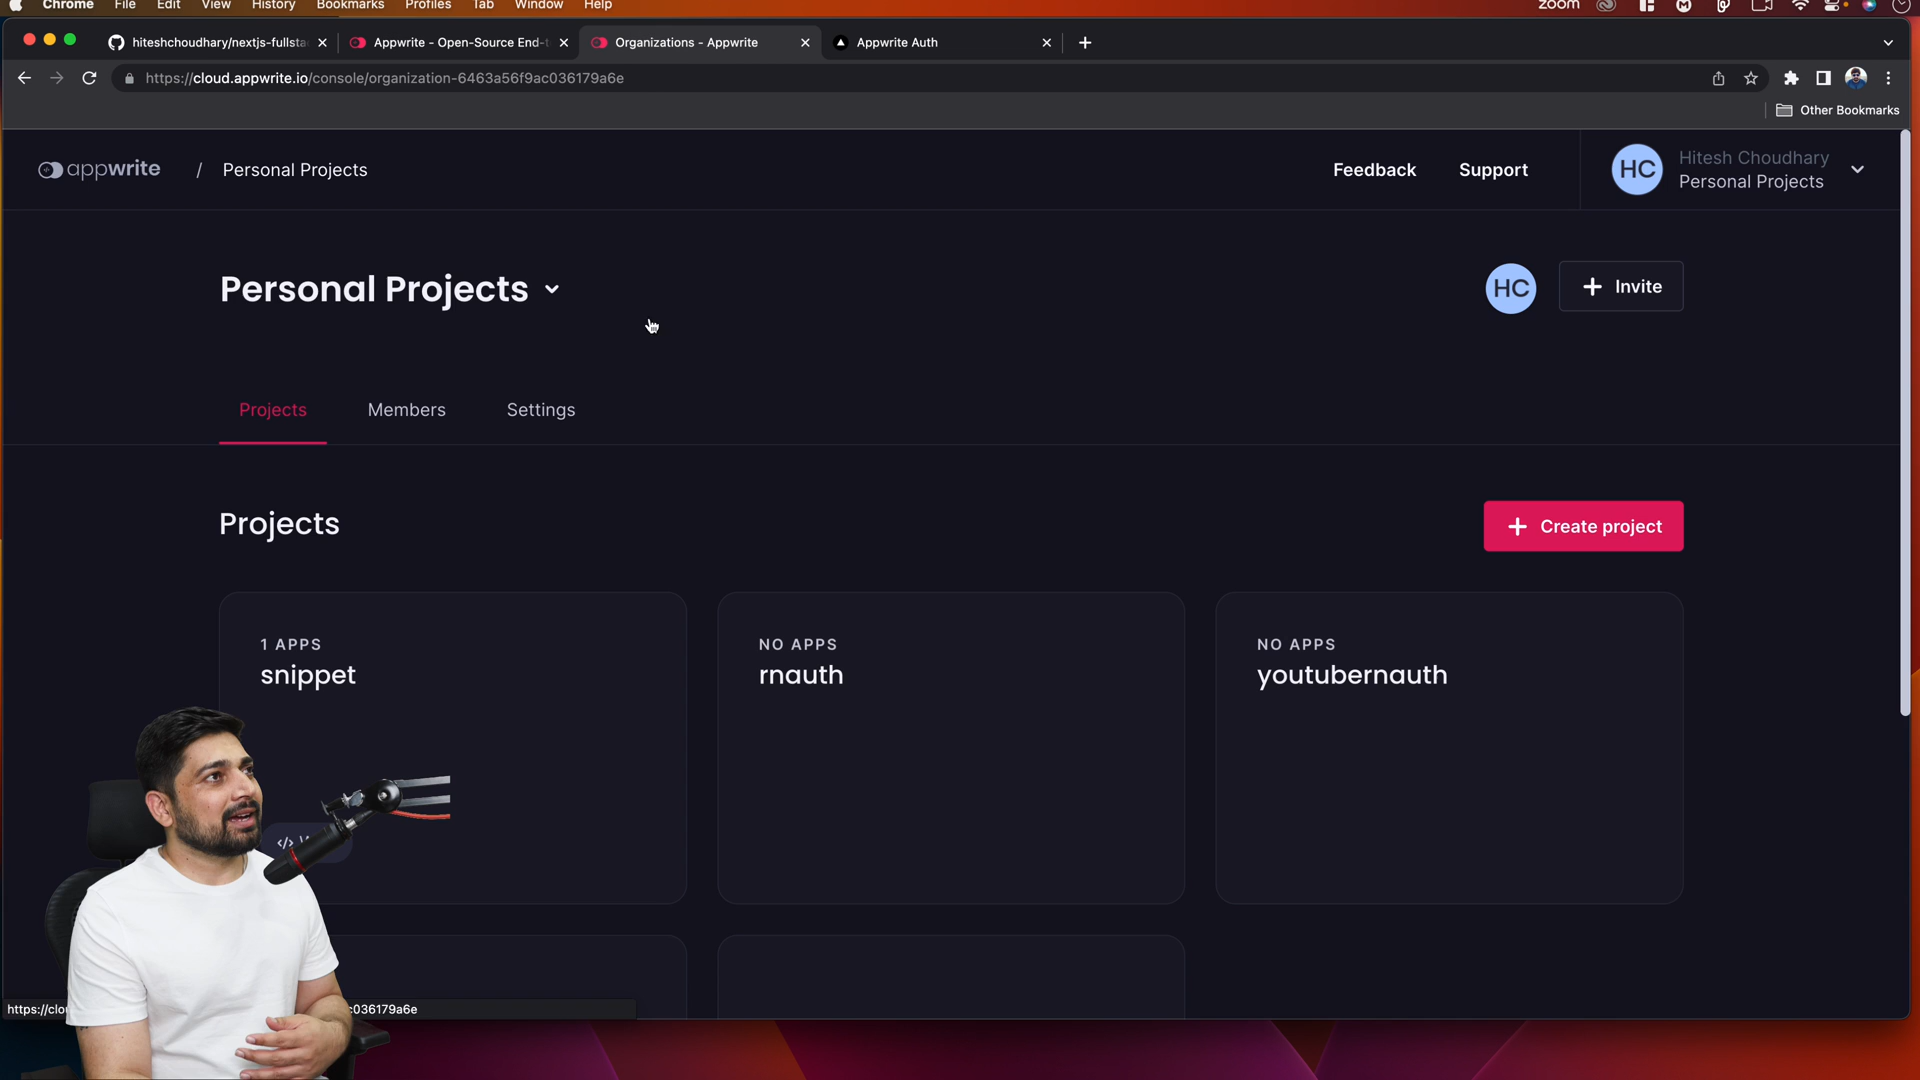 Chrome File Edit View History Bookmarks Profiles Tab Window Help zoom
hiteshchoudhary/nextjs-fullsta Appwrite - Open-Source End-t Organizations - Appwrite Appwrite Auth
https://cloud.appwrite.io/console/organization-6463a56f9ac036179a6e
Other Bookmarks
appwrite / Personal Projects Feedback Support HC Hitesh Choudhary
Personal Projects
Personal Projects HC + Invite
Projects Members Settings
Projects + Create project
1 APPS NO APPS NO APPS
snippet rnauth youtubernauth
</>
https://clou c036179a6e